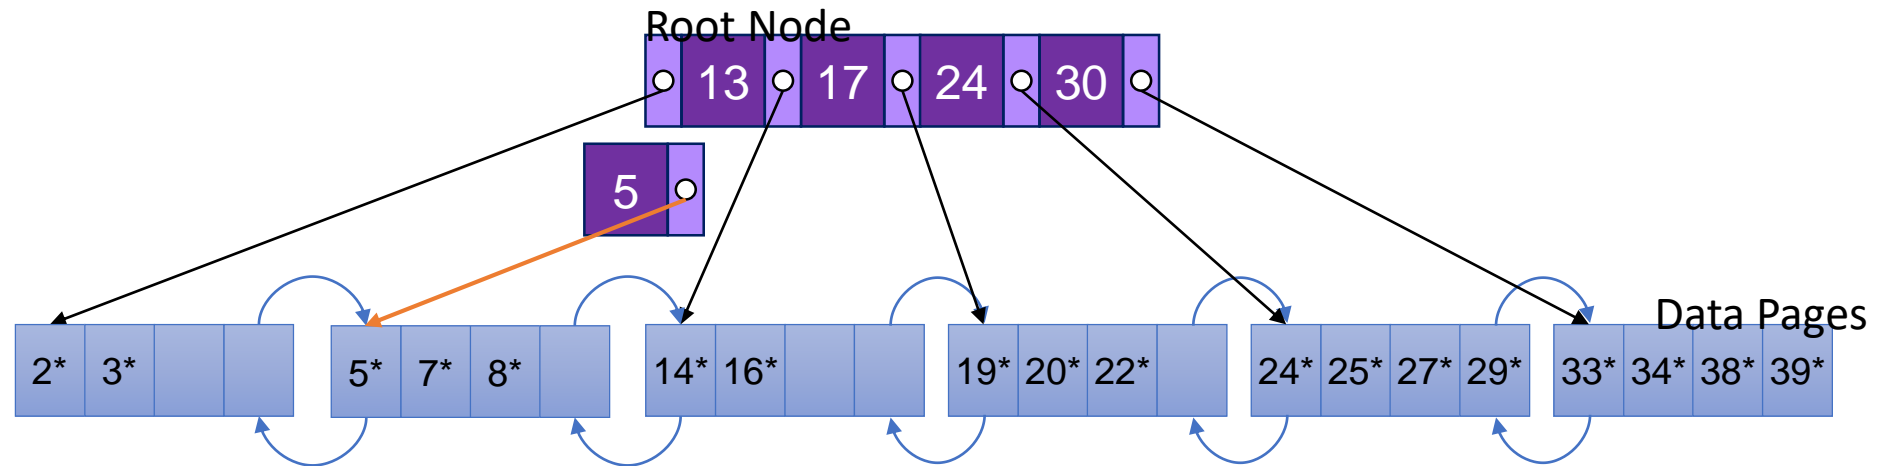 Root Node
13 17 24 30
5
Data Pages
2* 3* 5* 7* 8* 14* 16* 19* 20* 22* 24* 25* 27* 29* 33* 34* 38* 39*